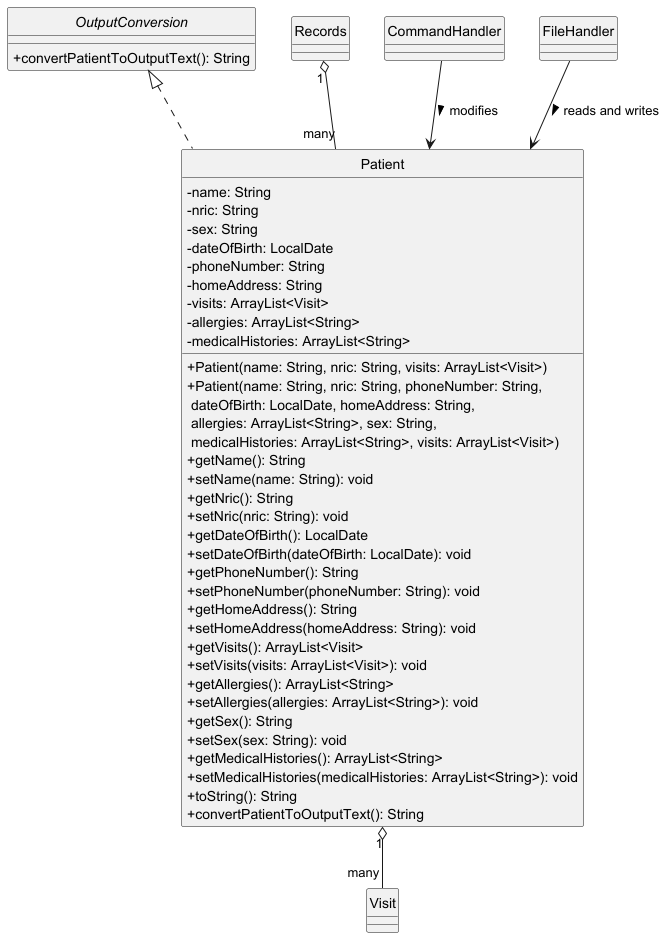 OutputConversion
+convertPatientToOutputText(): String
Records
CommandHandler
FileHandler
1
many
modifies
reads and writes
Patient
-name: String
-nric: String
-sex: String
-dateOfBirth: LocalDate
-phoneNumber: String
-homeAddress: String
-visits: ArrayList<Visit>
-allergies: ArrayList<String>
-medicalHistories: ArrayList<String>
+Patient(name: String, nric: String, visits: ArrayList<Visit>)
+Patient(name: String, nric: String, phoneNumber: String,
dateOfBirth: LocalDate, homeAddress: String,
allergies: ArrayList<String>, sex: String,
medicalHistories: ArrayList<String>, visits: ArrayList<Visit>)
+getName(): String
+setName(name: String): void
+getNric(): String
+setNric(nric: String): void
+getDateOfBirth(): LocalDate
+setDateOfBirth(dateOfBirth: LocalDate): void
+getPhoneNumber(): String
+setPhoneNumber(phoneNumber: String): void
+getHomeAddress(): String
+setHomeAddress(homeAddress: String): void
+getVisits(): ArrayList<Visit>
+setVisits(visits: ArrayList<Visit>): void
+getAllergies(): ArrayList<String>
+setAllergies(allergies: ArrayList<String>): void
+getSex(): String
+setSex(sex: String): void
+getMedicalHistories(): ArrayList<String>
+setMedicalHistories(medicalHistories: ArrayList<String>): void
+toString(): String
+convertPatientToOutputText(): String
1
many
Visit